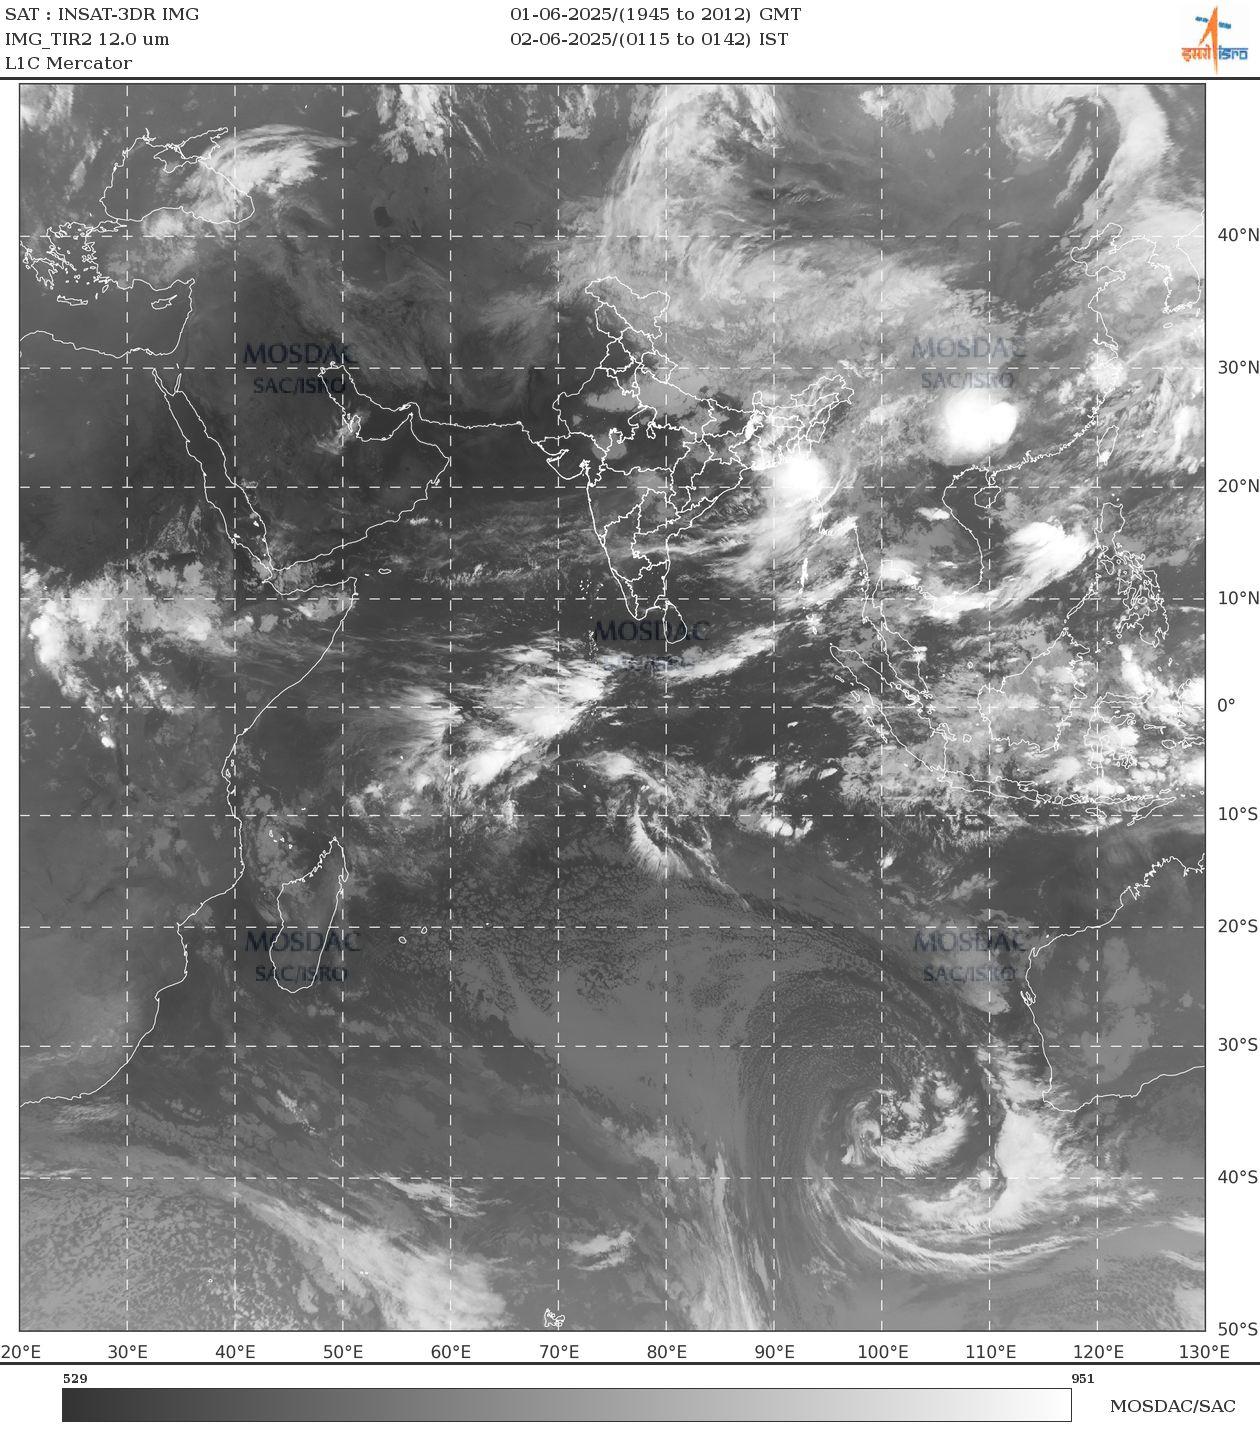 SAT : INSAT-3DR IMG
IMG_TIR2 12.0 um
L1C Mercator
01-06-2025/(1945 to 2012) GMT
02-06-2025/(0115 to 0142) IST
इसरो isro
40°N
MOSDAC
SAC/ISRO
MOSDAC
SAC/ISRO
30°N
20°N
10°N
MOSDAC
0°
10°S
20°S
MOSDAC
SAC/ISRO
MOSDAC
SAC/ISRO
30°S
40°S
50°S
20°E 30°E 40°E 50°E 60°E 70°E 80°E 90°E 100°E 110°E 120°E 130°E
529 951
MOSDAC/SAC